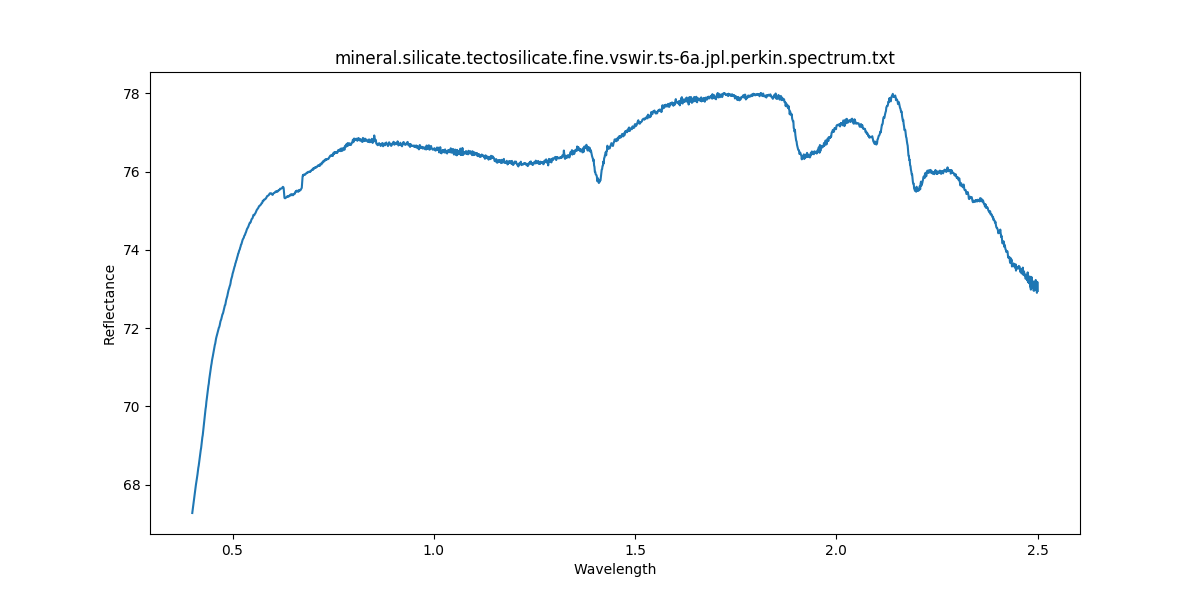 mineral.silicate.tectosilicate.fine.vswir.ts-6a.jpl.perkin.spectrum.txt
78
76
74
72
70
68
Reflectance
0.5 1.0 1.5 2.0 2.5
Wavelength